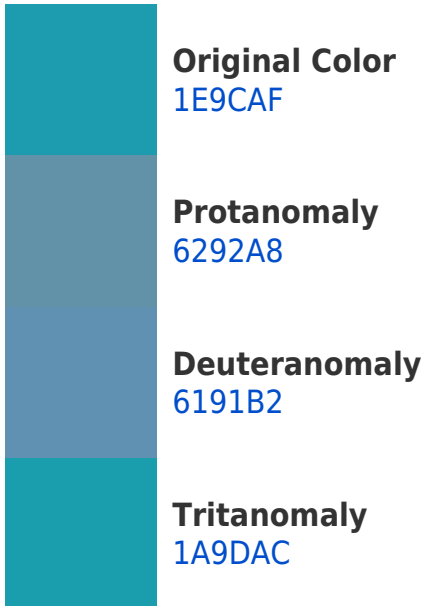 Original Color
1E9CAF
Protanomaly
6292A8
Deuteranomaly
6191B2
Tritanomaly
1A9DAC